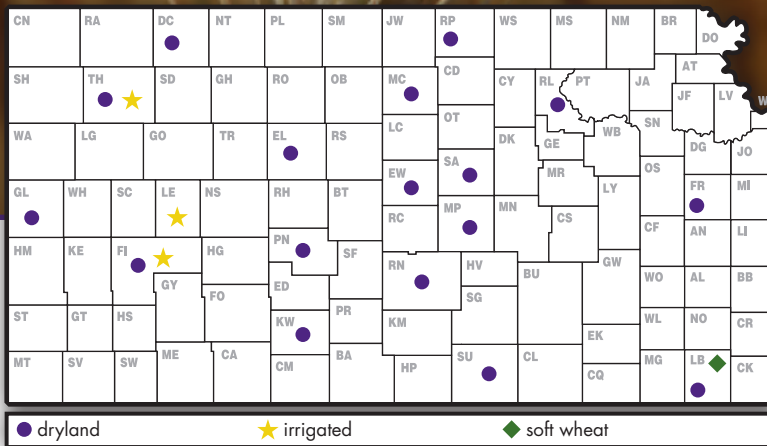 CN RA DC NT PL SM JW RP WS MS NM BR DO
SH TH SD GH RO OB MC CD CY RL PT JA AT JF LV W
WA LG GO TR EL RS LC OT DK GE WB SN DG JO
GL WH SC LE NS RH BT EW SA MR LY OS FR MI
RC MP MN CS CF AN LI
HM KE FI HG PN SF RN HV BU GW
GY FO ED SG WO AL BB
ST GT HS PR KM EK WL NO CR
KW
MT SV SW ME CA CM BA HP SU CL CQ MG LB CK
dryland irrigated soft wheat